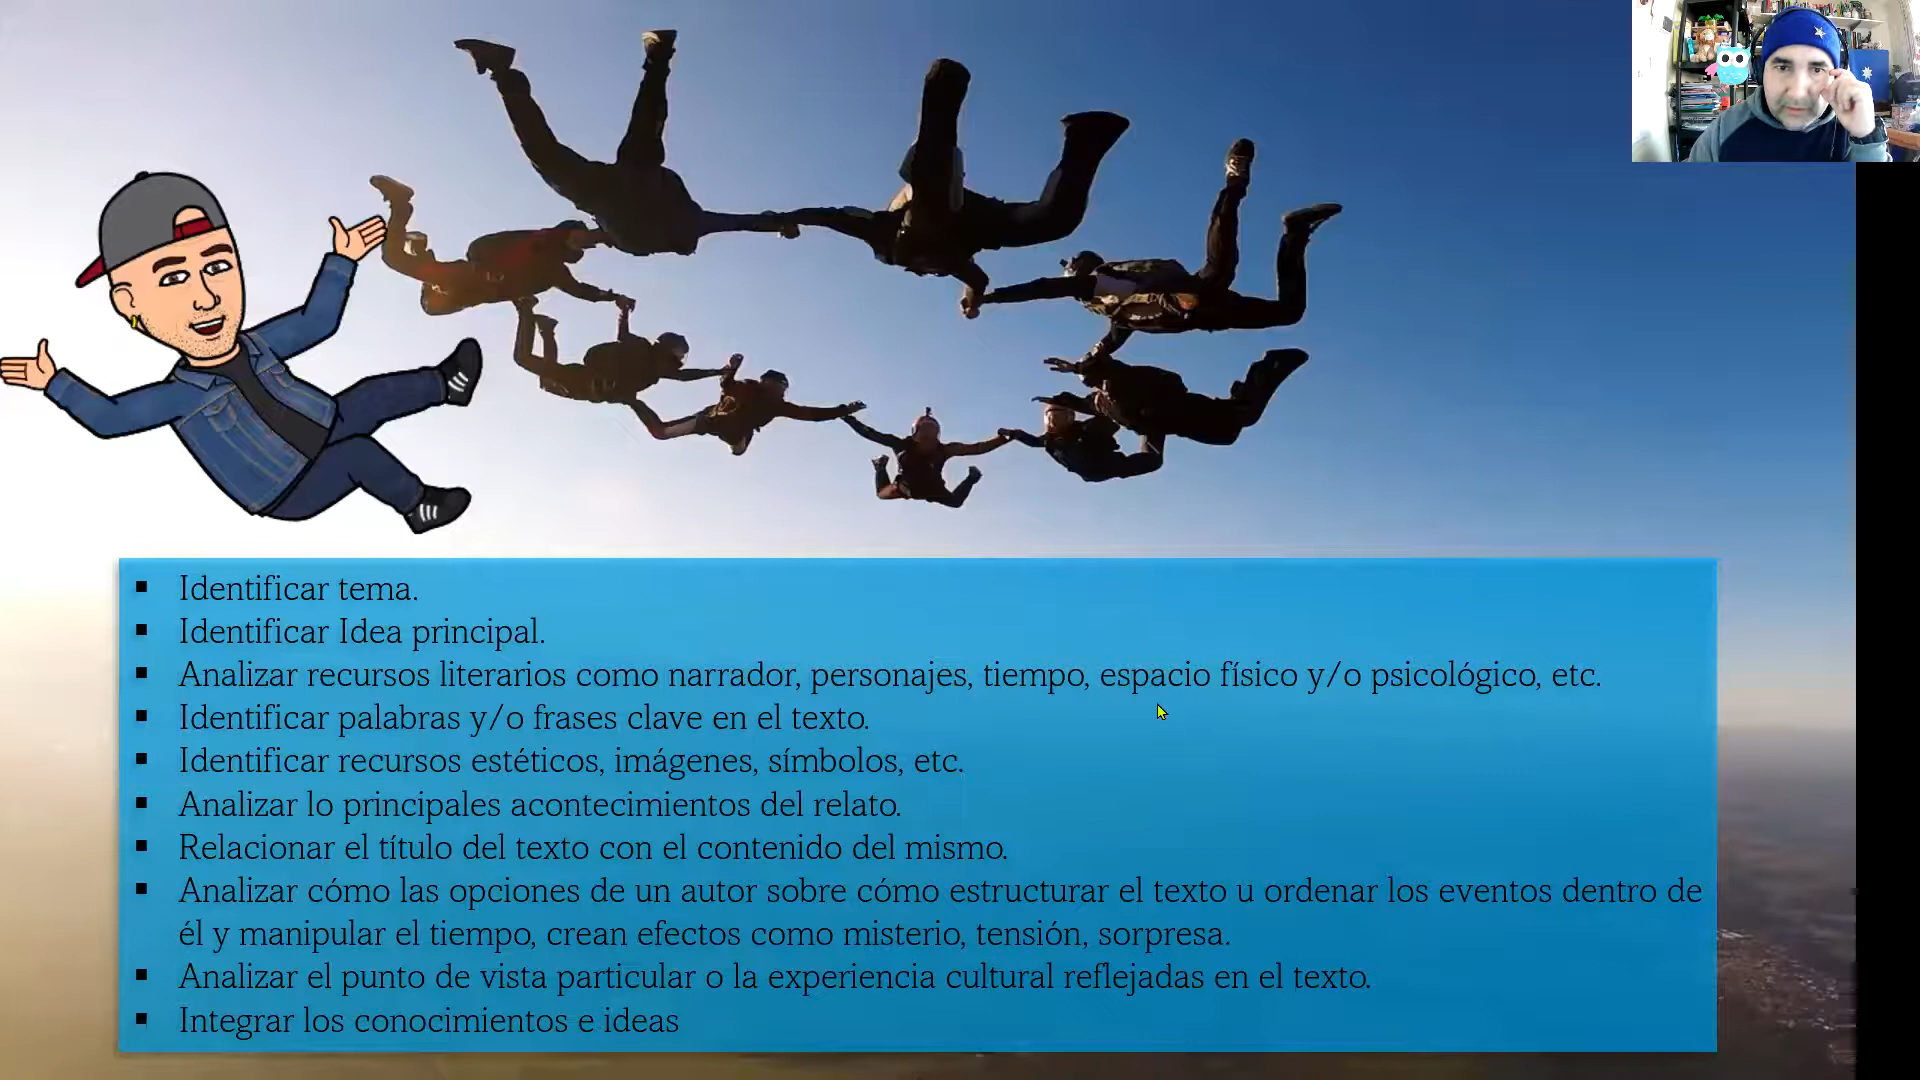 ▪ Identificar tema.
▪ Identificar Idea principal.
▪ Analizar recursos literarios como narrador, personajes, tiempo, espacio físico y/o psicológico, etc.
▪ Identificar palabras y/o frases clave en el texto.
▪ Identificar recursos estéticos, imágenes, símbolos, etc.
▪ Analizar lo principales acontecimientos del relato.
▪ Relacionar el título del texto con el contenido del mismo.
▪ Analizar cómo las opciones de un autor sobre cómo estructurar el texto u ordenar los eventos dentro de
él y manipular el tiempo, crean efectos como misterio, tensión, sorpresa.
▪ Analizar el punto de vista particular o la experiencia cultural reflejadas en el texto.
▪ Integrar los conocimientos e ideas